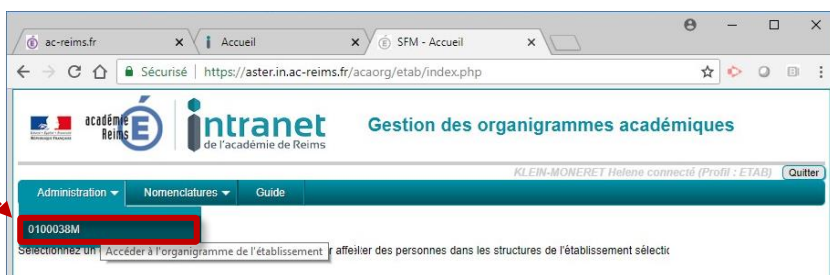 ac-reims.fr Accueil SFM - Accueil
Sécurisé https://aster.in.ac-reims.fr/acaorg/etab/index.php
académie Reims É intranet de l'académie de Reims Gestion des organigrammes académiques
KLEIN-MONERET Helene connecté (Profil : ETAB) Quitter
Administration Nomenclatures Guide
0100038M
Sélectionnez un Accéder à l'organigramme de l'établissement des personnes dans les structures de l'établissement